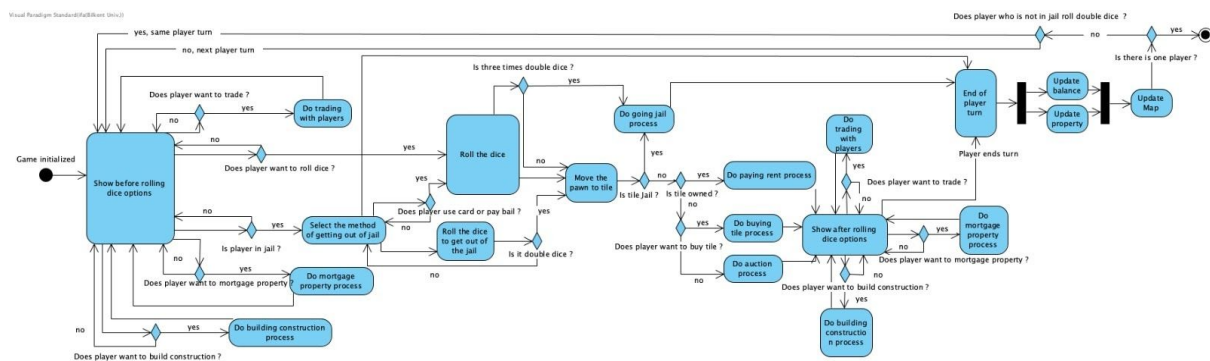 Visual Paradigm Standard(Ifa(Bilkent Univ.))
Does player who is not in jail roll double dice ?
yes, same player turn
no
yes
no, next player turn
Is there is one player ?
Is three times double dice ?
yes
Does player want to trade ?
yes
no
Do trading
with players
Do going jail
process
End of
player
turn
Update
balance
Update
property
Update
Map
Do
trading
with
players
Game initialized
Show before rolling
dice options
no
yes
Does player want to roll dice ?
Roll the dice
no
yes
Player ends turn
Move the
pawn to tile
no
Is tile Jail ?
yes
Is tile owned ?
Do paying rent process
Does player want to trade ?
no
yes
Does player use card or pay bail ?
no
yes
no
no
yes
Is player in jail ?
Select the method
of getting out of jail
Roll the dice
to get out of
the jail
Is it double dice ?
no
yes
Does player want to buy tile ?
no
Do buying
tile process
Show after rolling
dice options
yes
no
Do
mortgage
property
process
Does player want to mortgage property ?
no
yes
Does player want to mortgage property ?
Do mortgage
property process
Do auction
process
no
Does player want to build construction ?
yes
Do building
constructio
n process
no
yes
Do building construction
process
Does player want to build construction ?